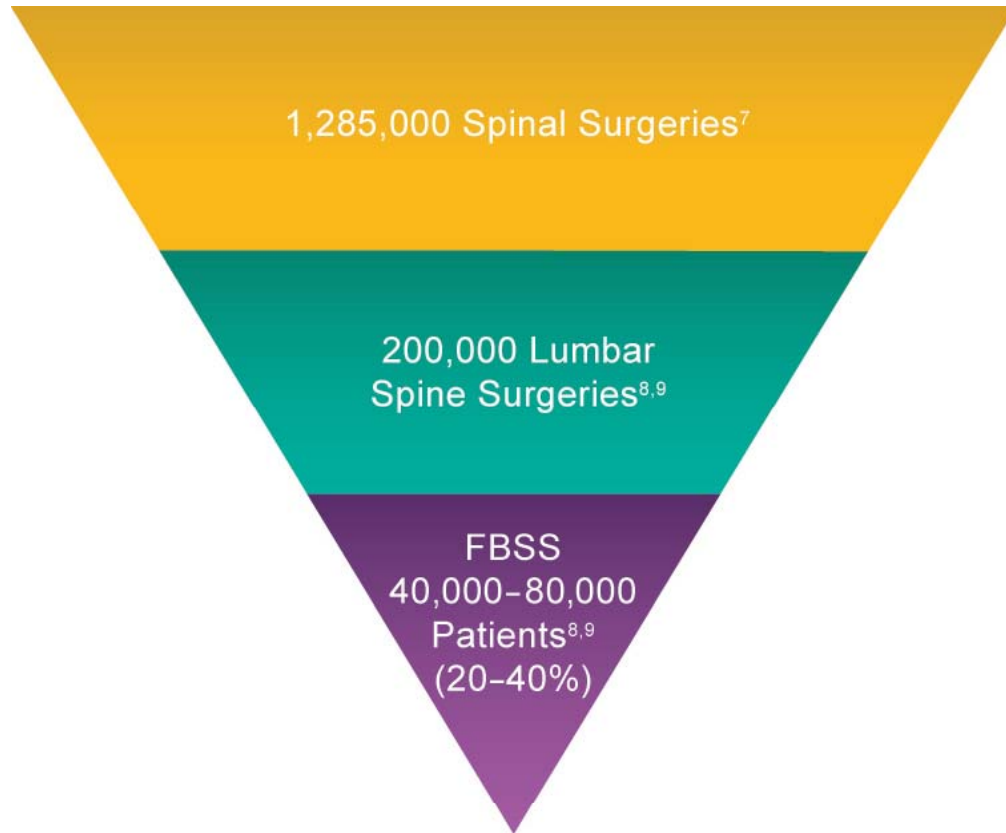 1,285,000 Spinal Surgeries⁷
200,000 Lumbar
Spine Surgeries⁸,⁹
FBSS
40,000–80,000
Patients⁸,⁹
(20–40%)